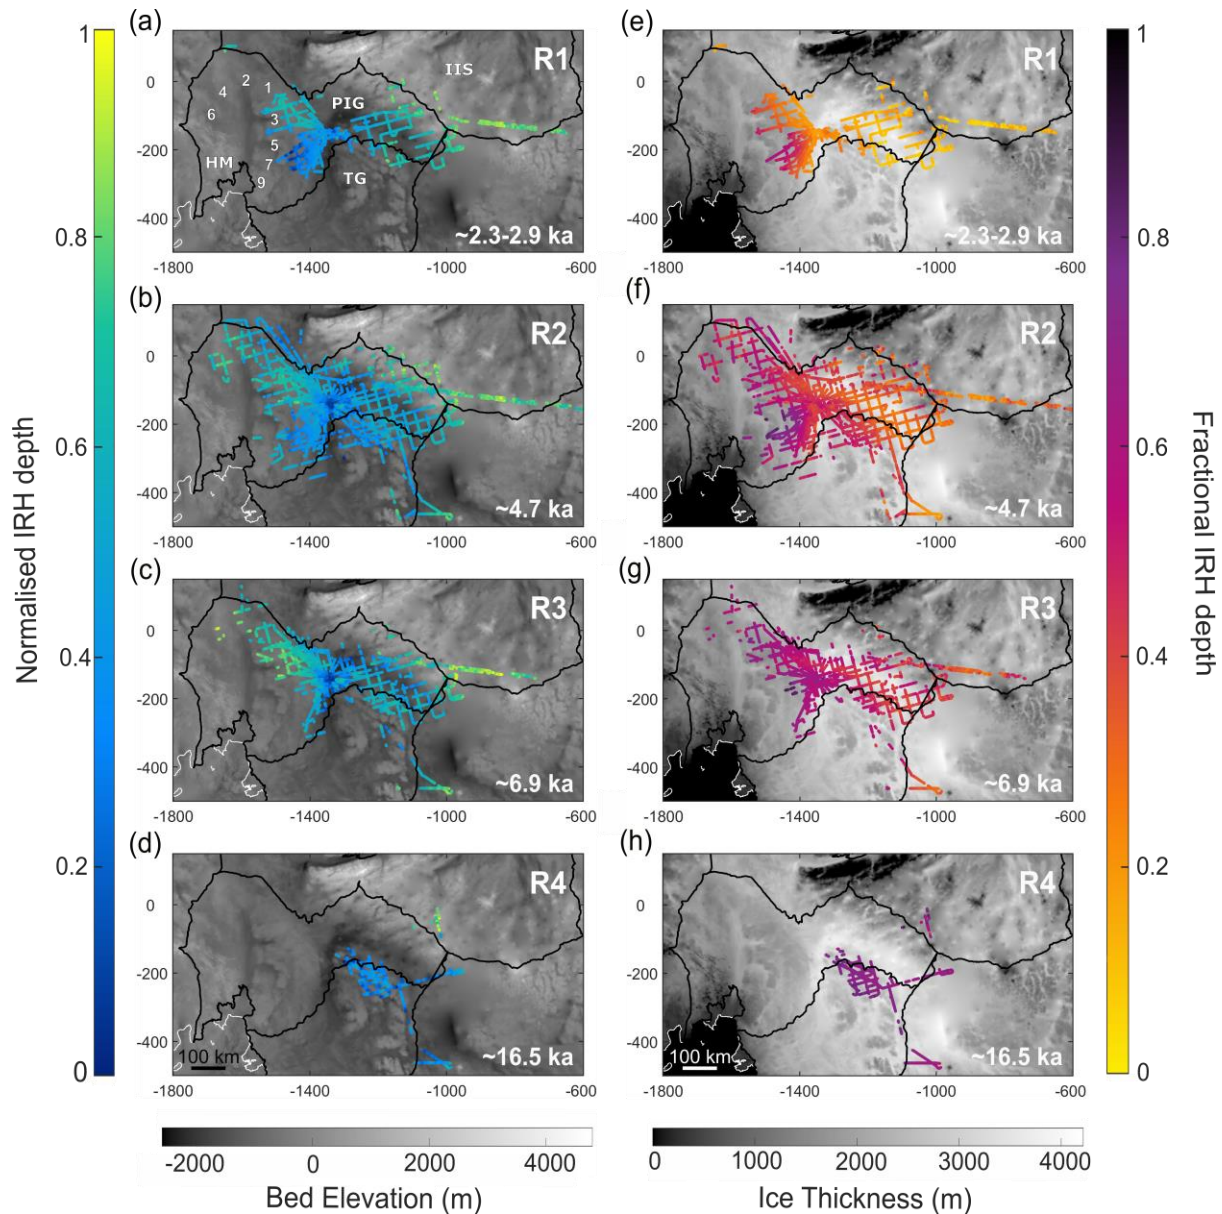 (a)
R1
IIS
PIG
TG
HM
1
2
3
4
5
6
7
9
~2.3-2.9 ka
0
-200
-400
-1800
-1400
-1000
-600
(e)
R1
~2.3-2.9 ka
0
-200
-400
-1800
-1400
-1000
-600
(b)
R2
~4.7 ka
0
-200
-400
-1800
-1400
-1000
-600
(f)
R2
~4.7 ka
0
-200
-400
-1800
-1400
-1000
-600
(c)
R3
~6.9 ka
0
-200
-400
-1800
-1400
-1000
-600
(g)
R3
~6.9 ka
0
-200
-400
-1800
-1400
-1000
-600
(d)
R4
~16.5 ka
100 km
0
-200
-400
-1800
-1400
-1000
-600
(h)
R4
~16.5 ka
100 km
0
-200
-400
-1800
-1400
-1000
-600
1
0.8
0.6
0.4
0.2
0
Normalised IRH depth
1
0.8
0.6
0.4
0.2
0
Fractional IRH depth
-2000 0 2000 4000
Bed Elevation (m)
0 1000 2000 3000 4000
Ice Thickness (m)